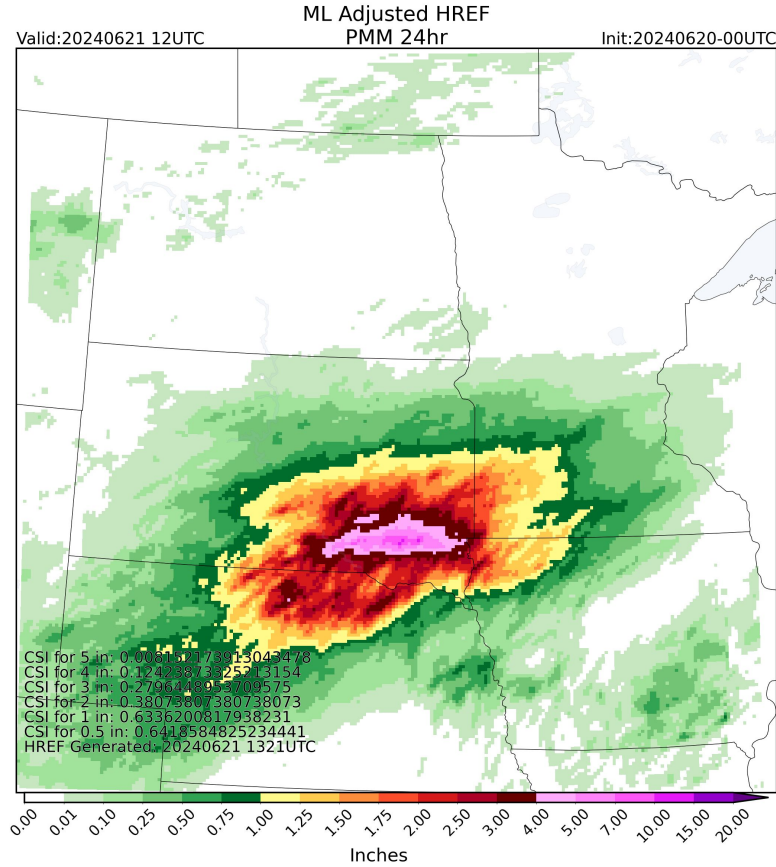 ML Adjusted HREF
Valid:20240621 12UTC PMM 24hr Init:20240620-00UTC
CSI for 5 in: 0.008152173913043478
CSI for 4 in: 0.12423873325213154
CSI for 3 in: 0.2796448953709575
CSI for 2 in: 0.38073807380738073
CSI for 1 in: 0.6336200817938231
CSI for 0.5 in: 0.6418584825234441
HREF Generated: 20240621 1321UTC
0.00 0.01 0.10 0.25 0.50 0.75 1.00 1.25 1.50 1.75 2.00 2.50 3.00 4.00 5.00 7.00 10.00 15.00 20.00
Inches